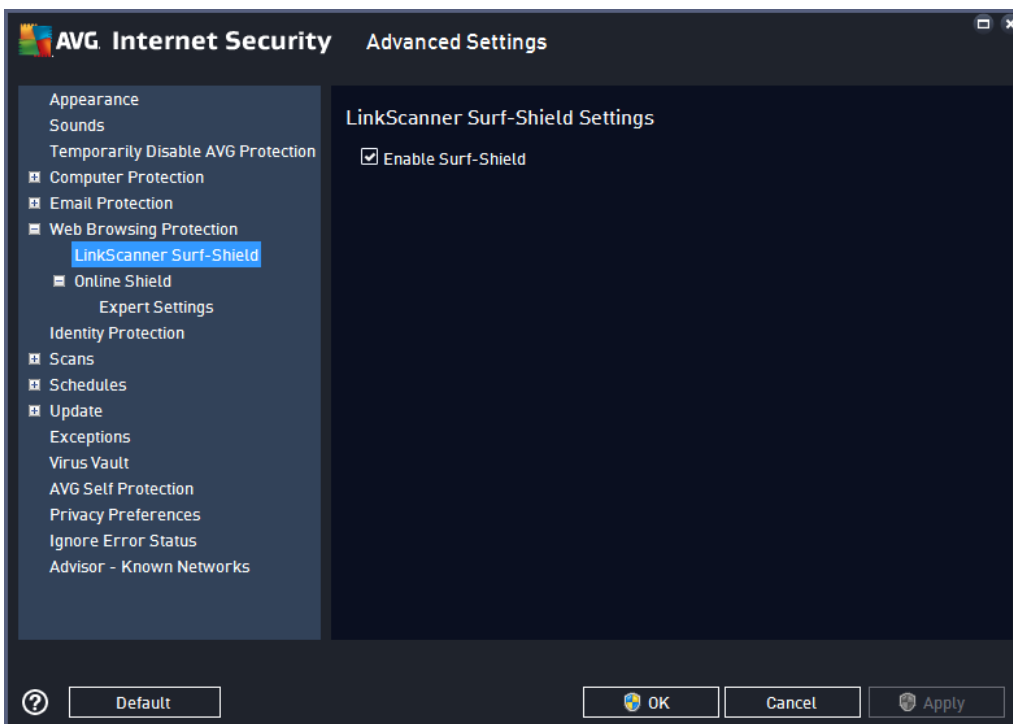 AVG. Internet Security Advanced Settings
Appearance
Sounds
Temporarily Disable AVG Protection
Computer Protection
Email Protection
Web Browsing Protection
LinkScanner Surf-Shield
Online Shield
Expert Settings
Identity Protection
Scans
Schedules
Update
Exceptions
Virus Vault
AVG Self Protection
Privacy Preferences
Ignore Error Status
Advisor - Known Networks
LinkScanner Surf-Shield Settings
Enable Surf-Shield
? Default OK Cancel Apply